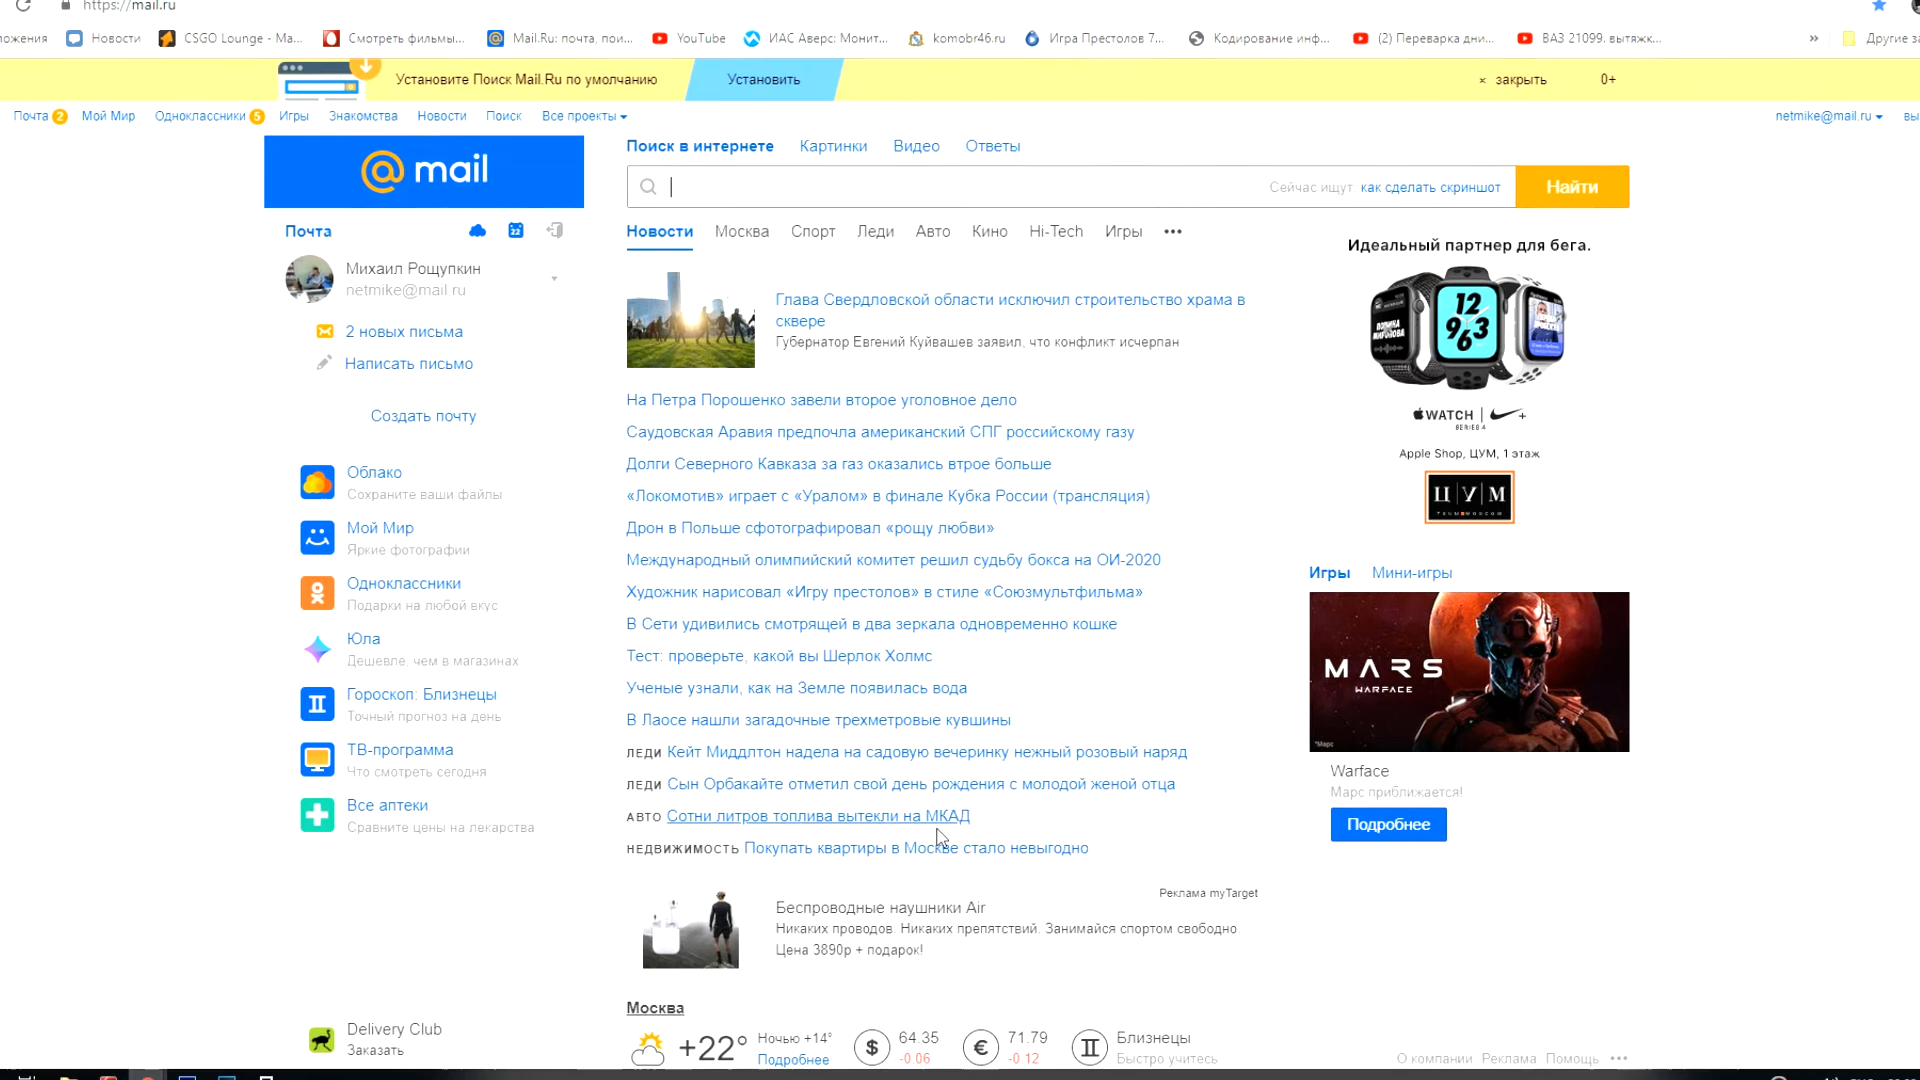 https://mail.ru
ложения Новости CSGO Lounge - Ma... Смотреть фильмы... Mail.Ru: почта, пои... YouTube ИАС Аверс: Монит... komobr46.ru Игра Престолов 7... Кодирование инф... (2) Переварка дни... ВАЗ 21099. вытяжк... » Другие за
Установите Поиск Mail.Ru по умолчанию Установить × закрыть 0+
Почта 2 Мой Мир Одноклассники 5 Игры Знакомства Новости Поиск Все проекты netmike@mail.ru вы
@mail
Поиск в интернете Картинки Видео Ответы
Сейчас ищут как сделать скриншот Найти
Почта 22
Новости Москва Спорт Леди Авто Кино Hi-Tech Игры •••
Михаил Рощупкин
netmike@mail.ru
2 новых письма
Написать письмо
Создать почту
Облако
Сохраните ваши файлы
Мой Мир
Яркие фотографии
Одноклассники
Подарки на любой вкус
Юла
Дешевле, чем в магазинах
Гороскоп: Близнецы
Точный прогноз на день
ТВ-программа
Что смотреть сегодня
Все аптеки
Сравните цены на лекарства
Delivery Club
Заказать
Глава Свердловской области исключил строительство храма в
сквере
Губернатор Евгений Куйвашев заявил, что конфликт исчерпан
На Петра Порошенко завели второе уголовное дело
Саудовская Аравия предпочла американский СПГ российскому газу
Долги Северного Кавказа за газ оказались втрое больше
«Локомотив» играет с «Уралом» в финале Кубка России (трансляция)
Дрон в Польше сфотографировал «рощу любви»
Международный олимпийский комитет решил судьбу бокса на ОИ-2020
Художник нарисовал «Игру престолов» в стиле «Союзмультфильма»
В Сети удивились смотрящей в два зеркала одновременно кошке
Тест: проверьте, какой вы Шерлок Холмс
Ученые узнали, как на Земле появилась вода
В Лаосе нашли загадочные трехметровые кувшины
ЛЕДИ Кейт Миддлтон надела на садовую вечеринку нежный розовый наряд
ЛЕДИ Сын Орбакайте отметил свой день рождения с молодой женой отца
АВТО Сотни литров топлива вытекли на МКАД
НЕДВИЖИМОСТЬ Покупать квартиры в Москве стало невыгодно
Реклама myTarget
Беспроводные наушники Air
Никаких проводов. Никаких препятствий. Занимайся спортом свободно
Цена 3890р + подарок!
Москва
+22° Ночью +14° Подробнее
$ 64.35 -0.06
€ 71.79 -0.12
Близнецы
Быстро учитесь
Идеальный партнер для бега.
12
9 3
6
WATCH | +
SERIES 4
Apple Shop, ЦУМ, 1 этаж
Ц У М
TSUM MOSCOW
Игры Мини-игры
MARS
WARFACE
*Марс
Warface
Марс приближается!
Подробнее
О компании Реклама Помощь •••